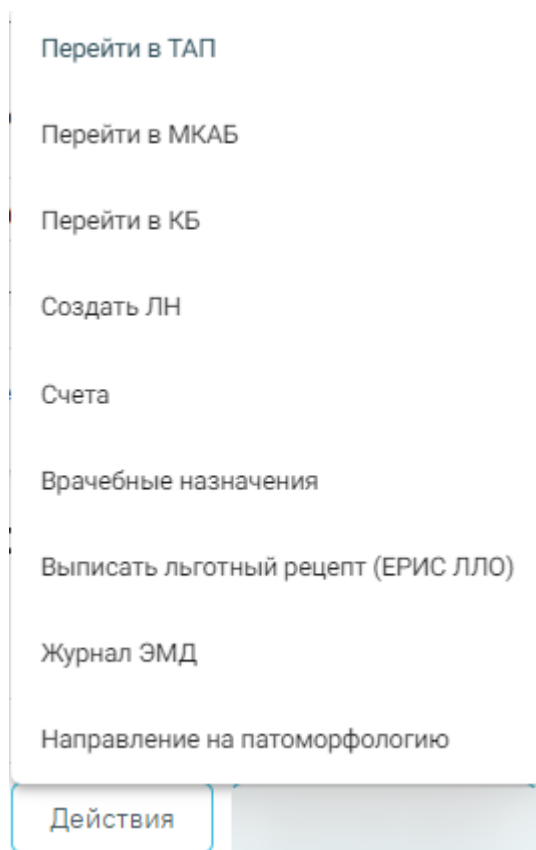 Перейти в ТАП
Перейти в МКАБ
Перейти в КБ
Создать ЛН
Счета
Врачебные назначения
Выписать льготный рецепт (ЕРИС ЛЛО)
Журнал ЭМД
Направление на патоморфологию
Действия